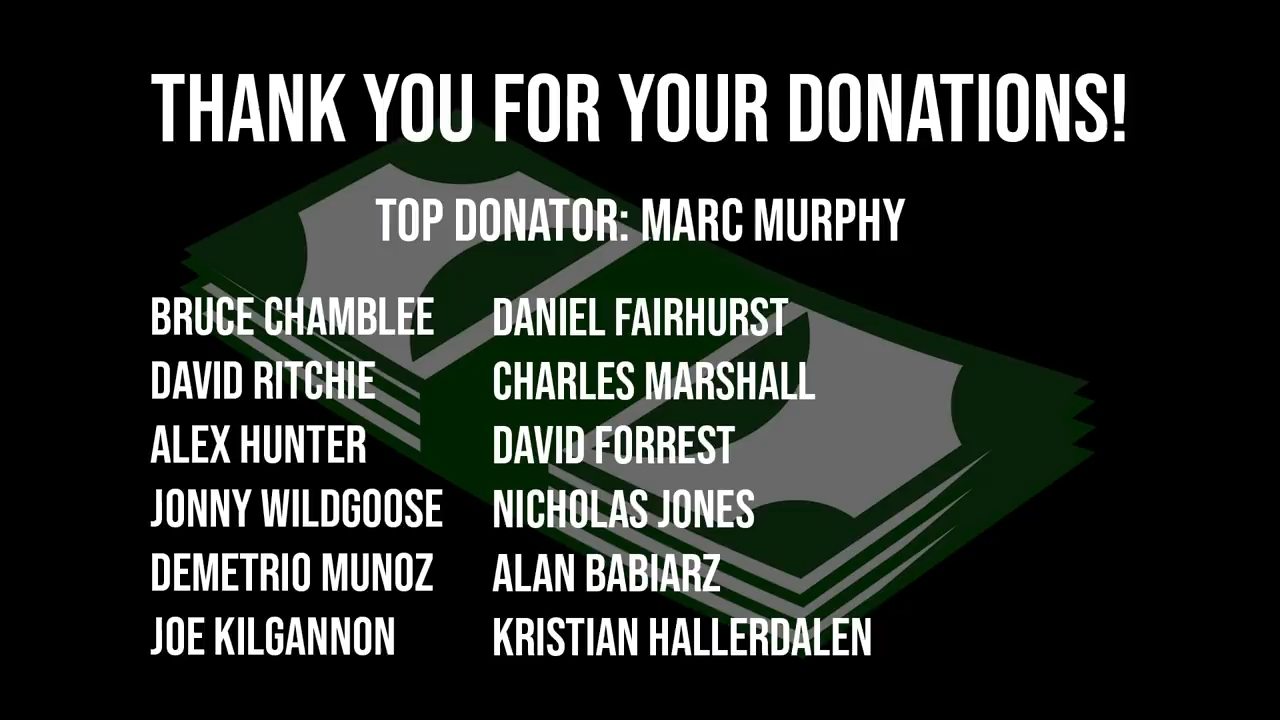 THANK YOU FOR YOUR DONATIONS!
TOP DONATOR: MARC MURPHY
BRUCE CHAMBLEE
DAVID RITCHIE
ALEX HUNTER
JONNY WILDGOOSE
DEMETRIO MUNOZ
JOE KILGANNON
DANIEL FAIRHURST
CHARLES MARSHALL
DAVID FORREST
NICHOLAS JONES
ALAN BABIARZ
KRISTIAN HALLERDALEN